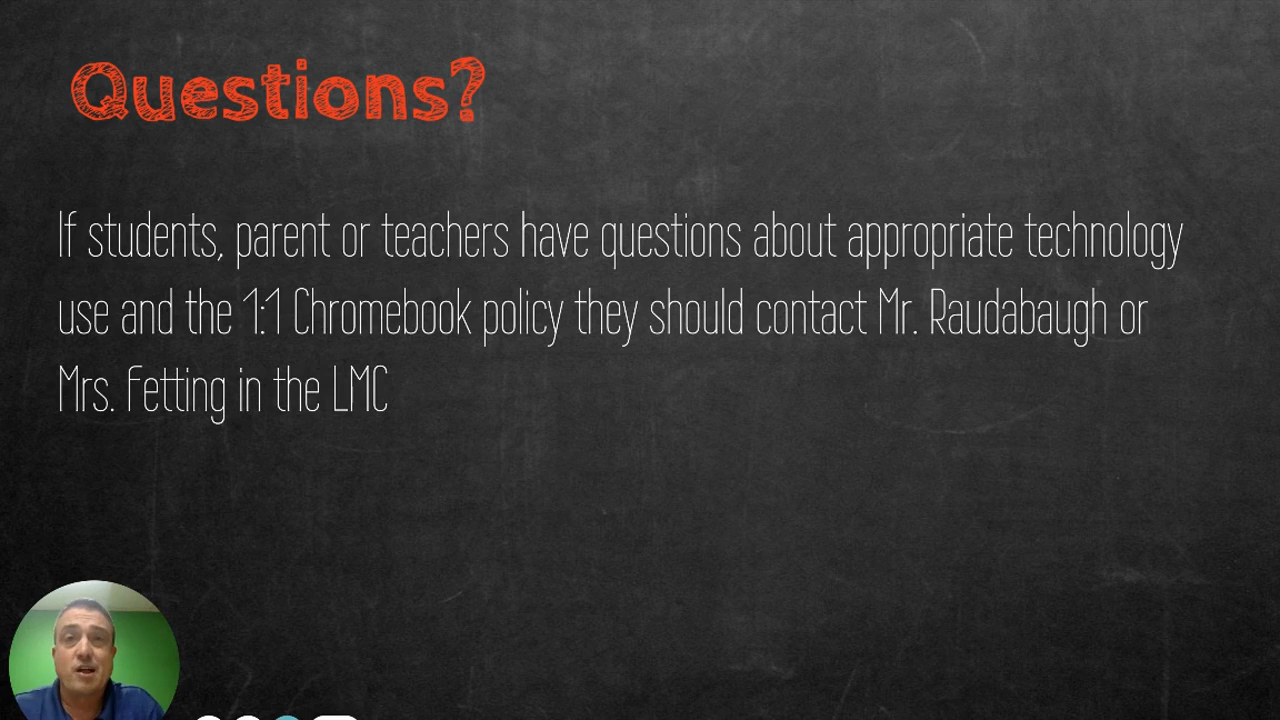 Questions?
If students, parent or teachers have questions about appropriate technology
use and the 1:1 Chromebook policy they should contact Mr. Raudabaugh or
Mrs. Fetting in the LMC